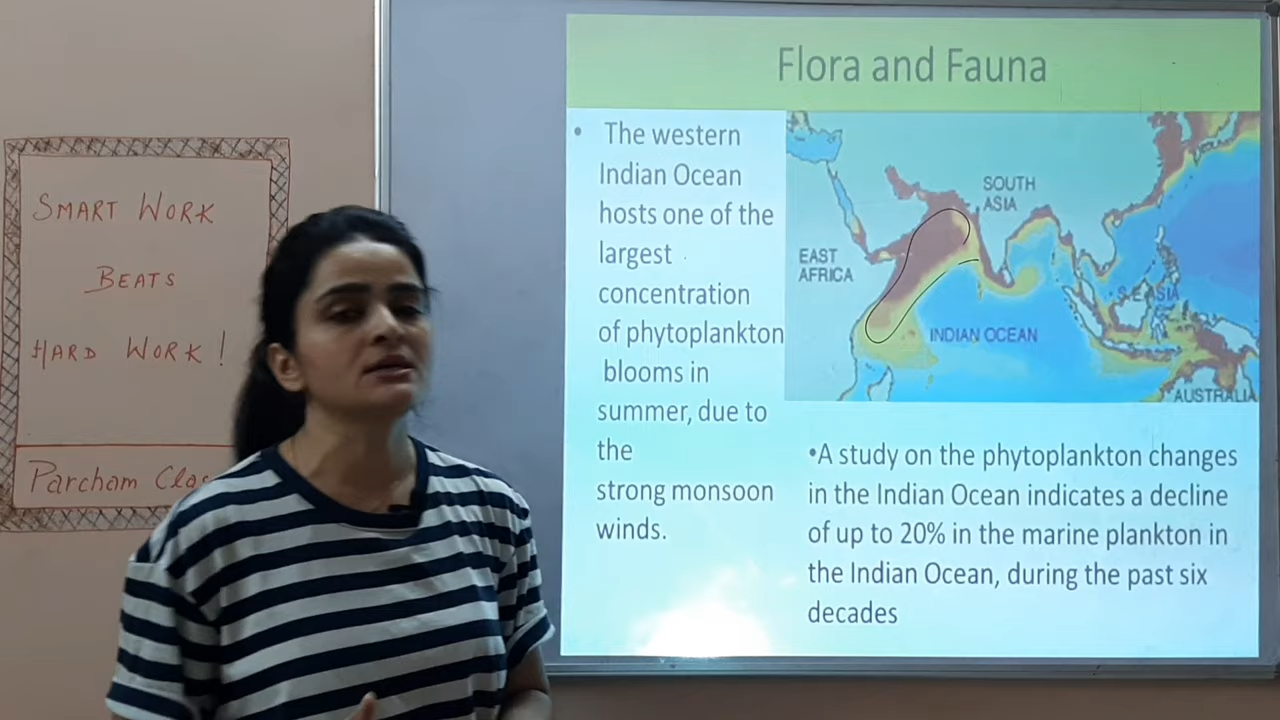 SMART WORK
BEATS
HARD WORK!
Parcham Clas
Flora and Fauna
• The western
Indian Ocean
hosts one of the
largest
concentration
of phytoplankton
blooms in
summer, due to
the
strong monsoon
winds.
SOUTH
ASIA
EAST
AFRICA
S-E ASIA
INDIAN OCEAN
AUSTRALIA
•A study on the phytoplankton changes
in the Indian Ocean indicates a decline
of up to 20% in the marine plankton in
the Indian Ocean, during the past six
decades